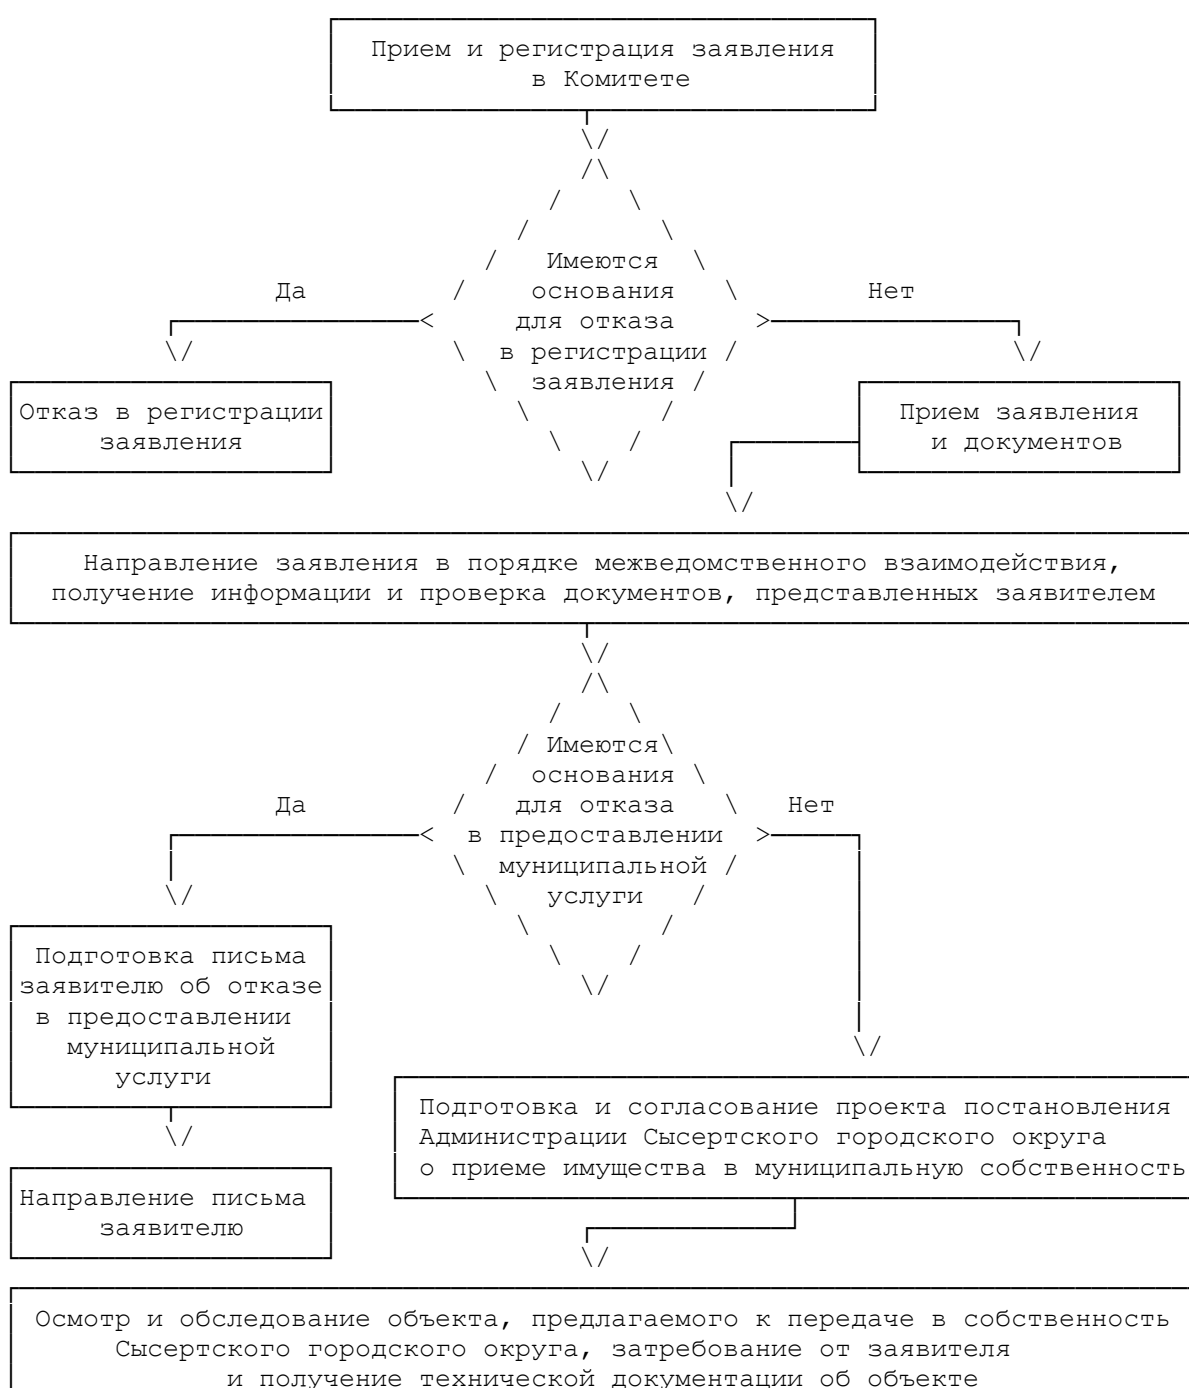 Прием и регистрация заявления
в Комитете
Имеются
основания
для отказа
в регистрации
заявления
Да
Нет
Отказ в регистрации
заявления
Прием заявления
и документов
Направление заявления в порядке межведомственного взаимодействия,
получение информации и проверка документов, представленных заявителем
Имеются
основания
для отказа
в предоставлении
муниципальной
услуги
Да
Нет
Подготовка письма
заявителю об отказе
в предоставлении
муниципальной
услуги
Направление письма
заявителю
Подготовка и согласование проекта постановления
Администрации Сысертского городского округа
о приеме имущества в муниципальную собственность
Осмотр и обследование объекта, предлагаемого к передаче в собственность
Сысертского городского округа, затребование от заявителя
и получение технической документации об объекте